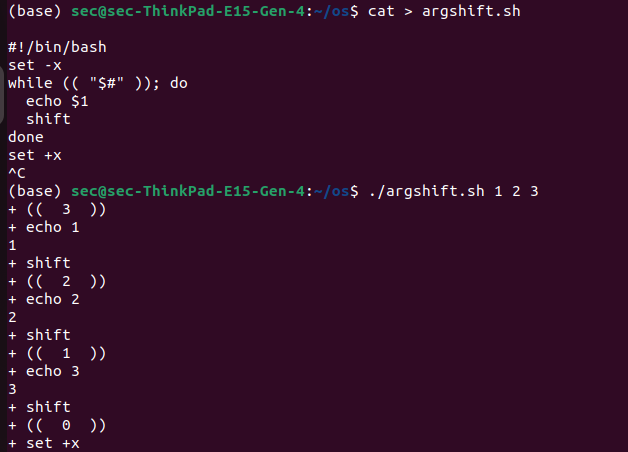 (base) sec@sec-ThinkPad-E15-Gen-4:~/os$ cat > argshift.sh

#!/bin/bash
set -x
while (( "$#" )); do
  echo $1
  shift
done
set +x
^C
(base) sec@sec-ThinkPad-E15-Gen-4:~/os$ ./argshift.sh 1 2 3
+ ((  3  ))
+ echo 1
1
+ shift
+ ((  2  ))
+ echo 2
2
+ shift
+ ((  1  ))
+ echo 3
3
+ shift
+ ((  0  ))
+ set +x